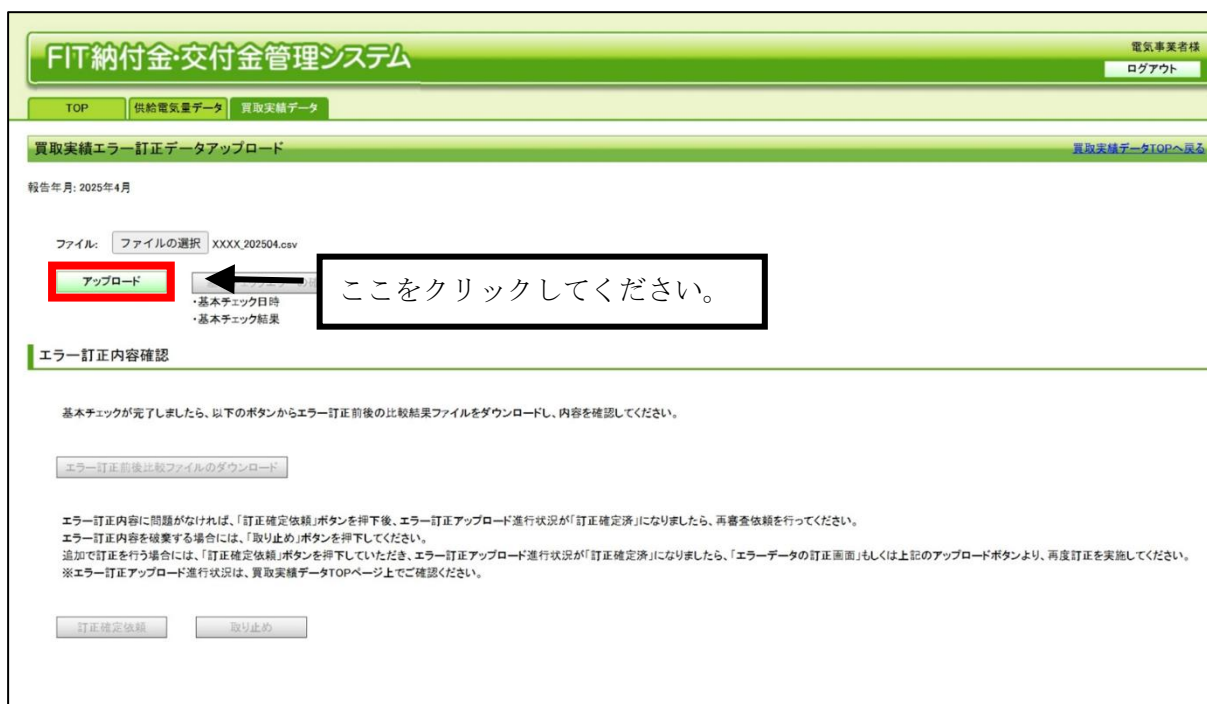 FIT納付金・交付金管理システム
電気事業者様
ログアウト
TOP 供給電気量データ 買取実績データ
買取実績エラー訂正データアップロード
買取実績データTOPへ戻る
報告年月: 2025年4月
ファイル: ファイルの選択 XXXX_202504.csv
アップロード
ここをクリックしてください。
・基本チェック日時
・基本チェック結果
エラー訂正内容確認
基本チェックが完了しましたら、以下のボタンからエラー訂正前後の比較結果ファイルをダウンロードし、内容を確認してください。
エラー訂正前後比較ファイルのダウンロード
エラー訂正内容に問題がなければ、「訂正確定依頼」ボタンを押下後、エラー訂正アップロード進行状況が「訂正確定済」になりましたら、再審査依頼を行ってください。
エラー訂正内容を破棄する場合には、「取り止め」ボタンを押下してください。
追加で訂正を行う場合には、「訂正確定依頼」ボタンを押下していただき、エラー訂正アップロード進行状況が「訂正確定済」になりましたら、「エラーデータの訂正画面」もしくは上記のアップロードボタンより、再度訂正を実施してください。
※エラー訂正アップロード進行状況は、買取実績データTOPページ上でご確認ください。
訂正確定依頼 取り止め